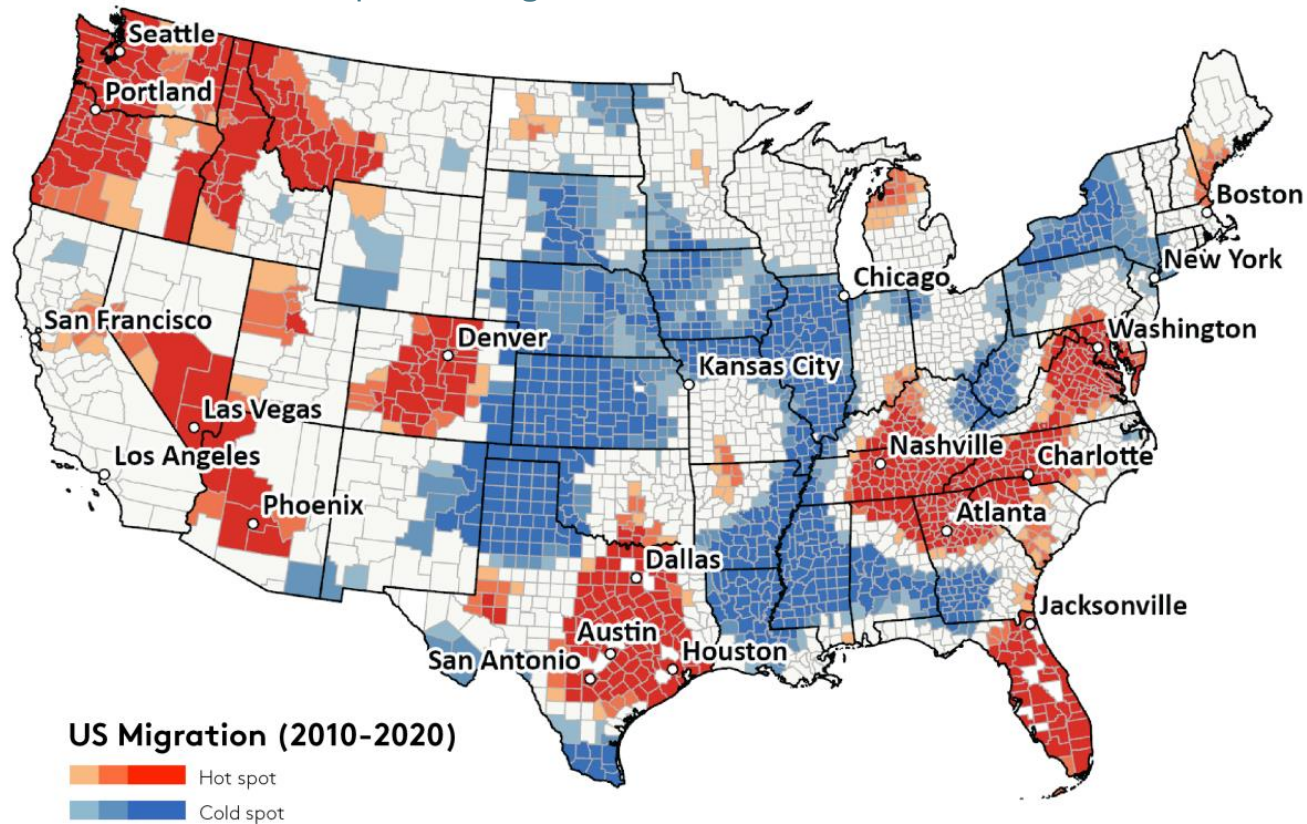 Seattle
Portland
Boston
New York
Chicago
San Francisco
Washington
Denver
Kansas City
Las Vegas
Nashville
Charlotte
Los Angeles
Phoenix
Atlanta
Dallas
Jacksonville
Austin
Houston
San Antonio
US Migration (2010-2020)
Hot spot
Cold spot